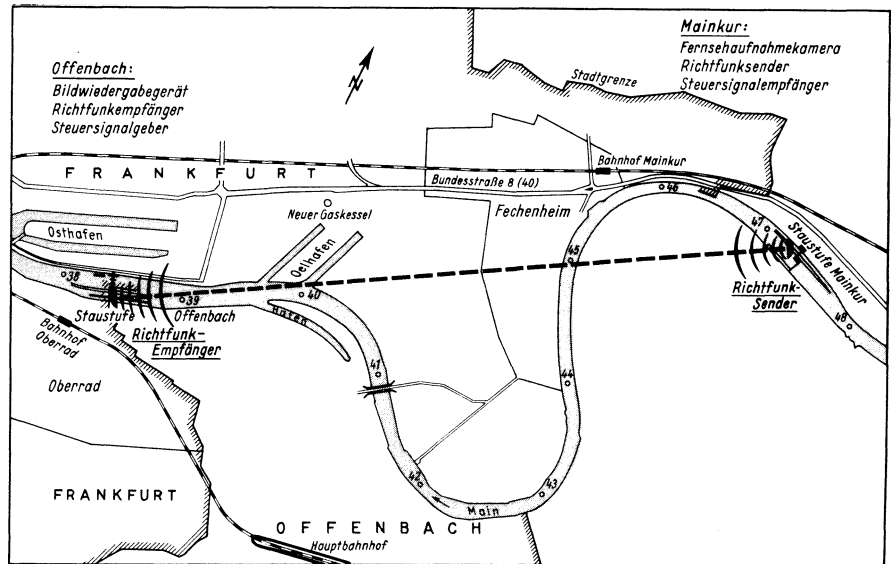 Offenbach:
Bildwiedergabegerät
Richtfunkempfänger
Steuersignalgeber
N
Mainkur:
Fernsehaufnahmekamera
Richtfunksender
Steuersignalempfänger
Stadtgrenze
FRANKFURT
Bahnhof Mainkur
Bundesstraße 8 (40)
Neuer Gaskessel
Fechenheim
46
47
Osthafen
Oelhafen
45
Staustufe Mainkur
38
39
40
Richtfunk-
Sender
48
Staustufe
Offenbach
Hafen
Richtfunk-
Empfänger
Bahnhof
Oberrad
41
44
Oberrad
42
43
Main
FRANKFURT
OFFENBACH
Hauptbahnhof